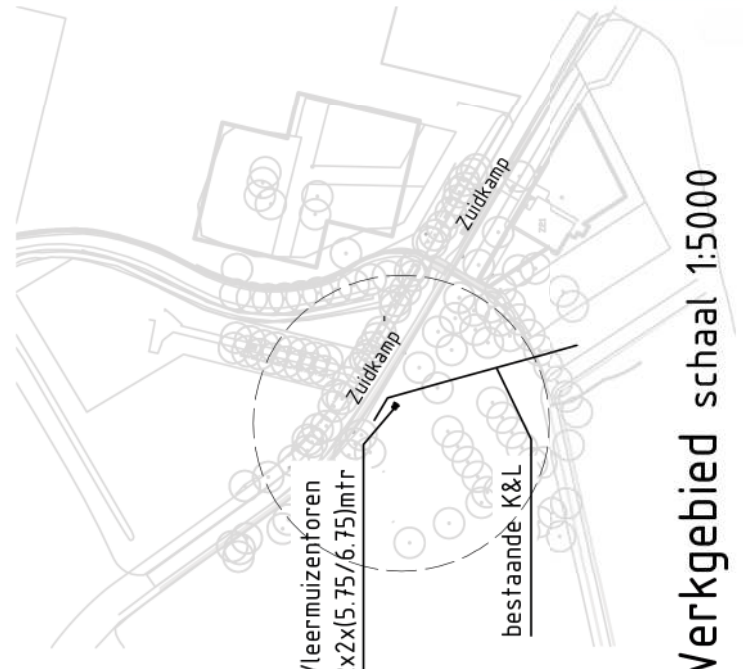 Zuidkamp
Zuidkamp
Vleermuizentoren
x2x(5.75/6.75)mtr
bestaande K&L
Werkgebied schaal 1:5000